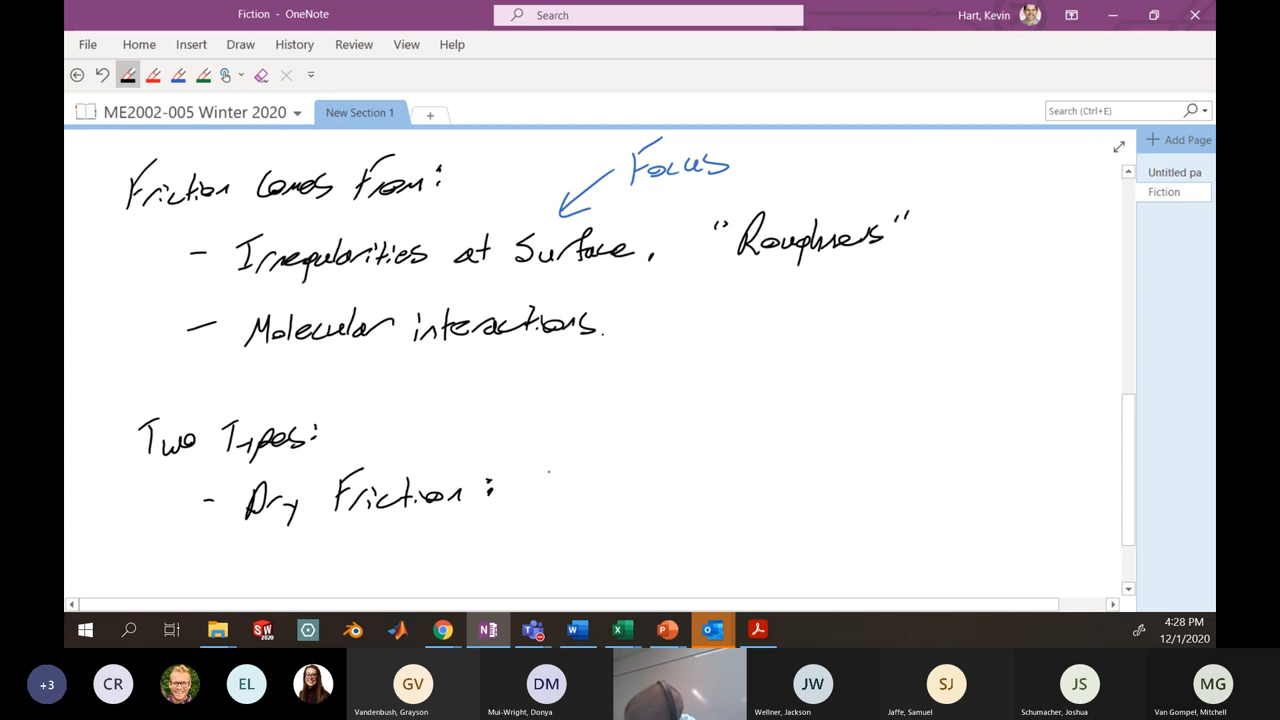 Fiction - OneNote
Search
Hart, Kevin
File Home Insert Draw History Review View Help
ME2002-005 Winter 2020
New Section 1
+
Search (Ctrl+E)
Add Page
Untitled pa
Fiction
Friction Comes From:
Focus
- Irregularities at Surface. "Roughness"
- Molecular interactions.
Two Types:
- Dry Friction:
SW
2020
4:28 PM
12/1/2020
+3
CR
EL
GV
DM
JW
SJ
JS
MG
Vandenbush, Grayson
Mui-Wright, Donya
Wellner, Jackson
Jaffe, Samuel
Schumacher, Joshua
Van Gompel, Mitchell